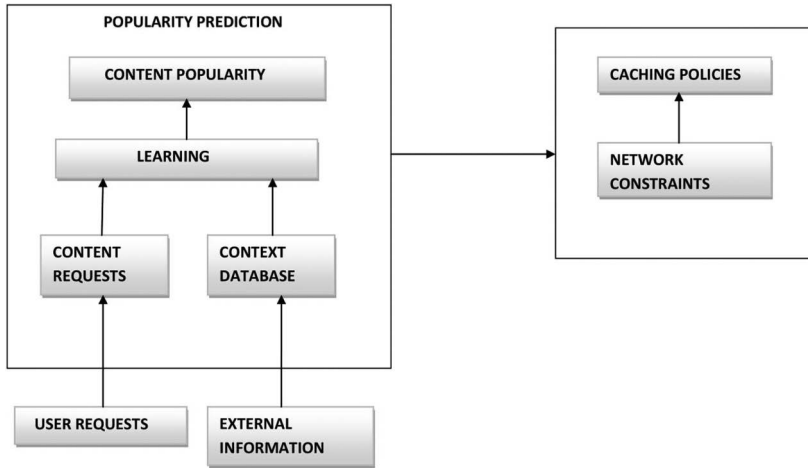 POPULARITY PREDICTION
CONTENT POPULARITY
LEARNING
CONTENT
REQUESTS
CONTEXT
DATABASE
USER REQUESTS
EXTERNAL
INFORMATION
CACHING POLICIES
NETWORK
CONSTRAINTS